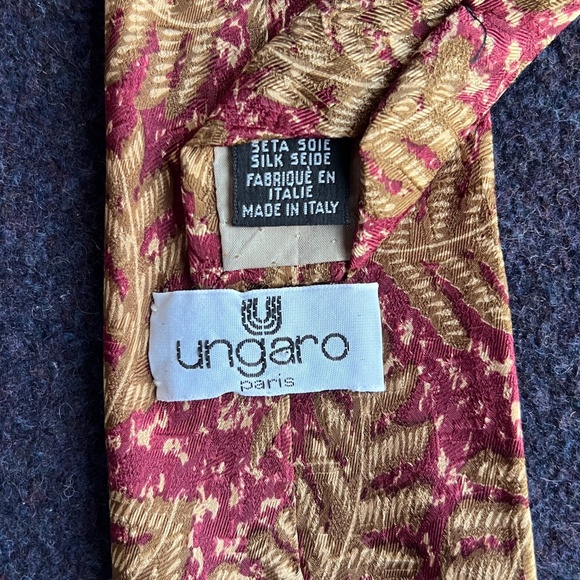 SETA SOIE
SILK SEIDE
FABRIQUÉ EN
ITALIE
MADE IN ITALY
ungaro
paris